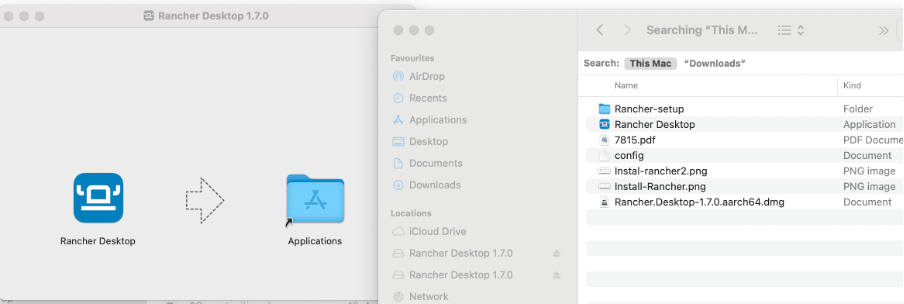 Rancher Desktop 1.7.0
Rancher Desktop
Applications
Favourites
AirDrop
Recents
Applications
Desktop
Documents
Downloads
Locations
iCloud Drive
Rancher Desktop 1.7.0
Rancher Desktop 1.7.0
Network
Searching “This M...
Search: This Mac “Downloads”
Name Kind
Rancher-setup Folder
Rancher Desktop Application
7815.pdf PDF Docume
config Document
Instal-rancher2.png PNG image
Install-Rancher.png PNG image
Rancher.Desktop-1.7.0.aarch64.dmg Document